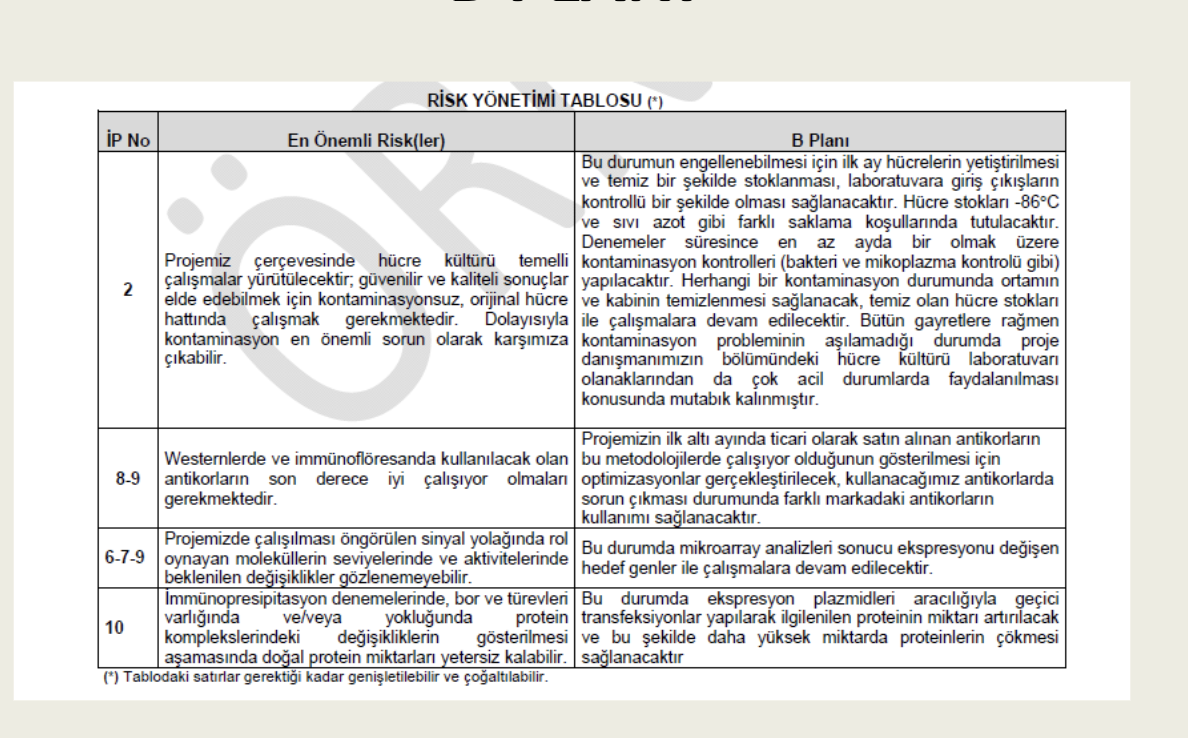 RİSK YÖNETİMİ TABLOSU (*)
İP No
En Önemli Risk(ler)
B Planı
2
Projemiz çerçevesinde hücre kültürü temelli
çalışmalar yürütülecektir; güvenilir ve kaliteli sonuçlar
elde edebilmek için kontaminasyonsuz, orijinal hücre
hattında çalışmak gerekmektedir. Dolayısıyla
kontaminasyon en önemli sorun olarak karşımıza
çıkabilir.
Bu durumun engellenebilmesi için ilk ay hücrelerin yetiştirilmesi
ve temiz bir şekilde stoklanması, laboratuvara giriş çıkışların
kontrollü bir şekilde olması sağlanacaktır. Hücre stokları -86°C
ve sıvı azot gibi farklı saklama koşullarında tutulacaktır.
Denemeler süresince en az ayda bir olmak üzere
kontaminasyon kontrolleri (bakteri ve mikoplazma kontrolü gibi)
yapılacaktır. Herhangi bir kontaminasyon durumunda ortamın
ve kabinin temizlenmesi sağlanacak, temiz olan hücre stokları
ile çalışmalara devam edilecektir. Bütün gayretlere rağmen
kontaminasyon probleminin aşılamadığı durumda proje
danışmanımızın bölümündeki hücre kültürü laboratuvarı
olanaklarından da çok acil durumlarda faydalanılması
konusunda mutabık kalınmıştır.
8-9
Westernlerde ve immünoflöresanda kullanılacak olan
antikorların son derece iyi çalışıyor olmaları
gerekmektedir.
Projemizin ilk altı ayında ticari olarak satın alınan antikorların
bu metodolojilerde çalışıyor olduğunun gösterilmesi için
optimizasyonlar gerçekleştirilecek, kullanacağımız antikorlarda
sorun çıkması durumunda farklı markadaki antikorların
kullanımı sağlanacaktır.
6-7-9
Projemizde çalışılması öngörülen sinyal yolağında rol
oynayan moleküllerin seviyelerinde ve aktivitelerinde
beklenilen değişiklikler gözlenemeyebilir.
Bu durumda mikroarray analizleri sonucu ekspresyonu değişen
hedef genler ile çalışmalara devam edilecektir.
10
İmmünopresipitasyon denemelerinde, bor ve türevleri
varlığında ve/veya yokluğunda protein
komplekslerindeki değişikliklerin gösterilmesi
aşamasında doğal protein miktarları yetersiz kalabilir.
Bu durumda ekspresyon plazmidleri aracılığıyla geçici
transfeksiyonlar yapılarak ilgilenilen proteinin miktarı artırılacak
ve bu şekilde daha yüksek miktarda proteinlerin çökmesi
sağlanacaktır
(*) Tablodaki satırlar gerektiği kadar genişletilebilir ve çoğaltılabilir.